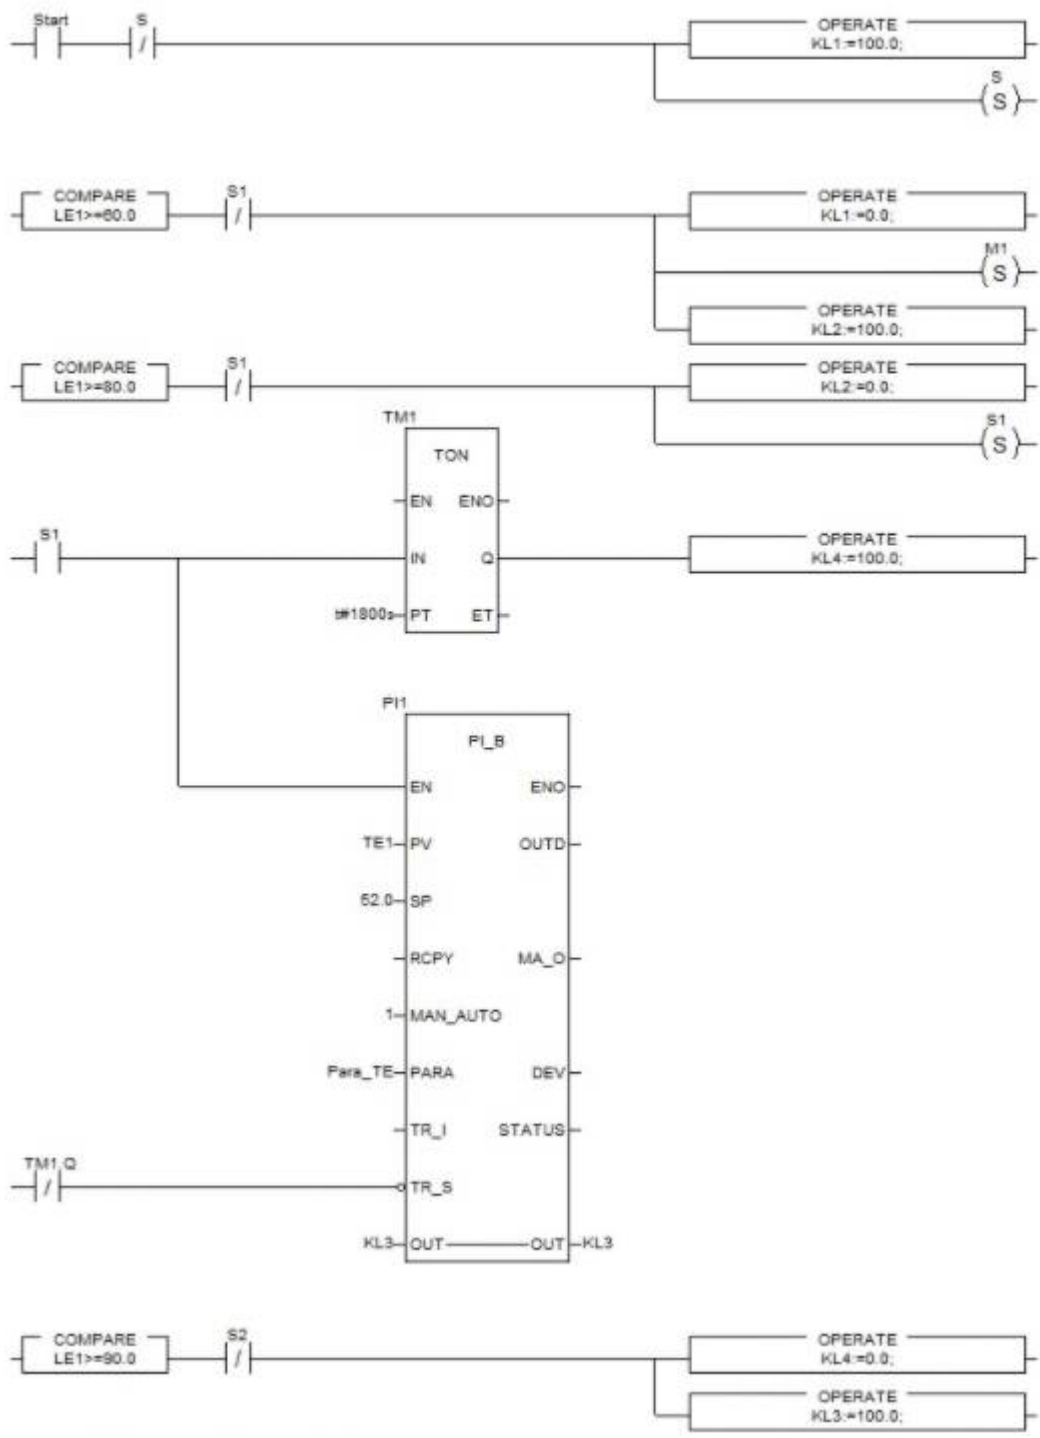 Start
S
OPERATE
KL1:=100.0;
S
S
COMPARE
LE1>=60.0
S1
OPERATE
KL1:=0.0;
M1
S
OPERATE
KL2:=100.0;
COMPARE
LE1>=80.0
S1
OPERATE
KL2:=0.0;
S1
S
TM1
TON
EN ENO
S1
IN Q
OPERATE
KL4:=100.0;
t#1800s PT ET
PI1
PI_B
EN ENO
TE1 PV OUTD
52.0 SP
RCPY MA_O
1 MAN_AUTO
Para_TE PARA DEV
TR_I STATUS
TM1.Q
TR_S
KL3 OUT OUT KL3
COMPARE
LE1>=90.0
S2
OPERATE
KL4:=0.0;
OPERATE
KL3:=100.0;